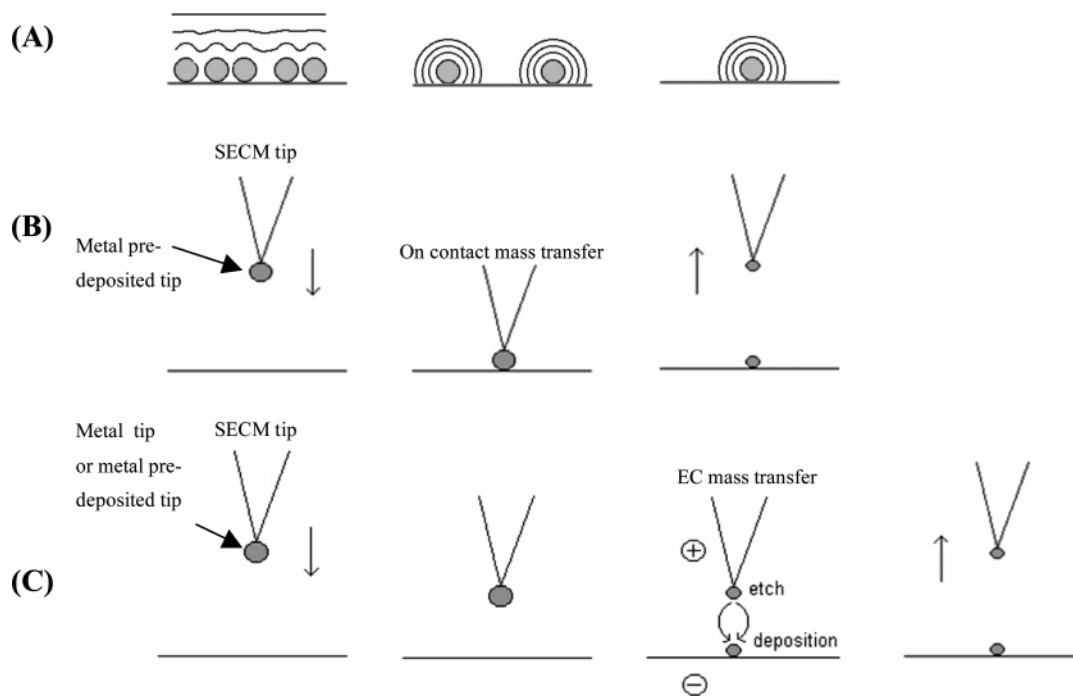 (A)
SECM tip
(B)
Metal pre-
deposited tip
On contact mass transfer
Metal tip
or metal pre-
deposited tip
SECM tip
EC mass transfer
(C)
+
etch
deposition
−